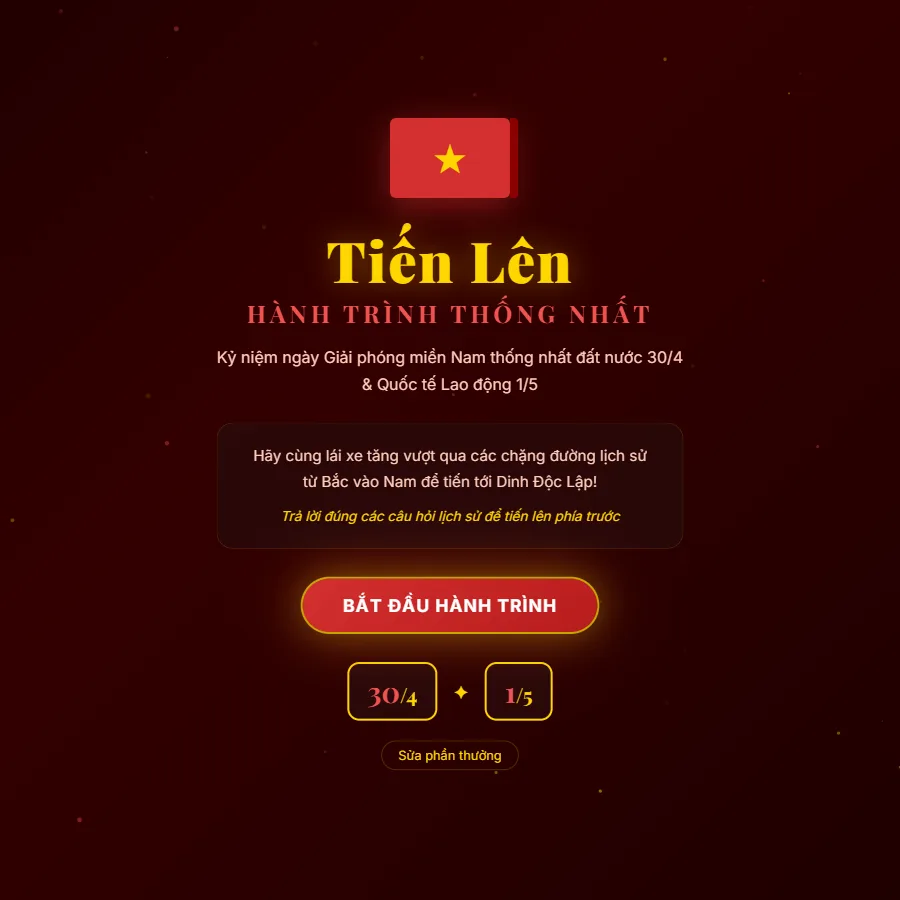 Tiến Lên
HÀNH TRÌNH THỐNG NHẤT
Kỷ niệm ngày Giải phóng miền Nam thống nhất đất nước 30/4
& Quốc tế Lao động 1/5
Hãy cùng lái xe tăng vượt qua các chặng đường lịch sử
từ Bắc vào Nam để tiến tới Dinh Độc Lập!
Trả lời đúng các câu hỏi lịch sử để tiến lên phía trước
BẮT ĐẦU HÀNH TRÌNH
30/4 ✦ 1/5
Sửa phần thưởng